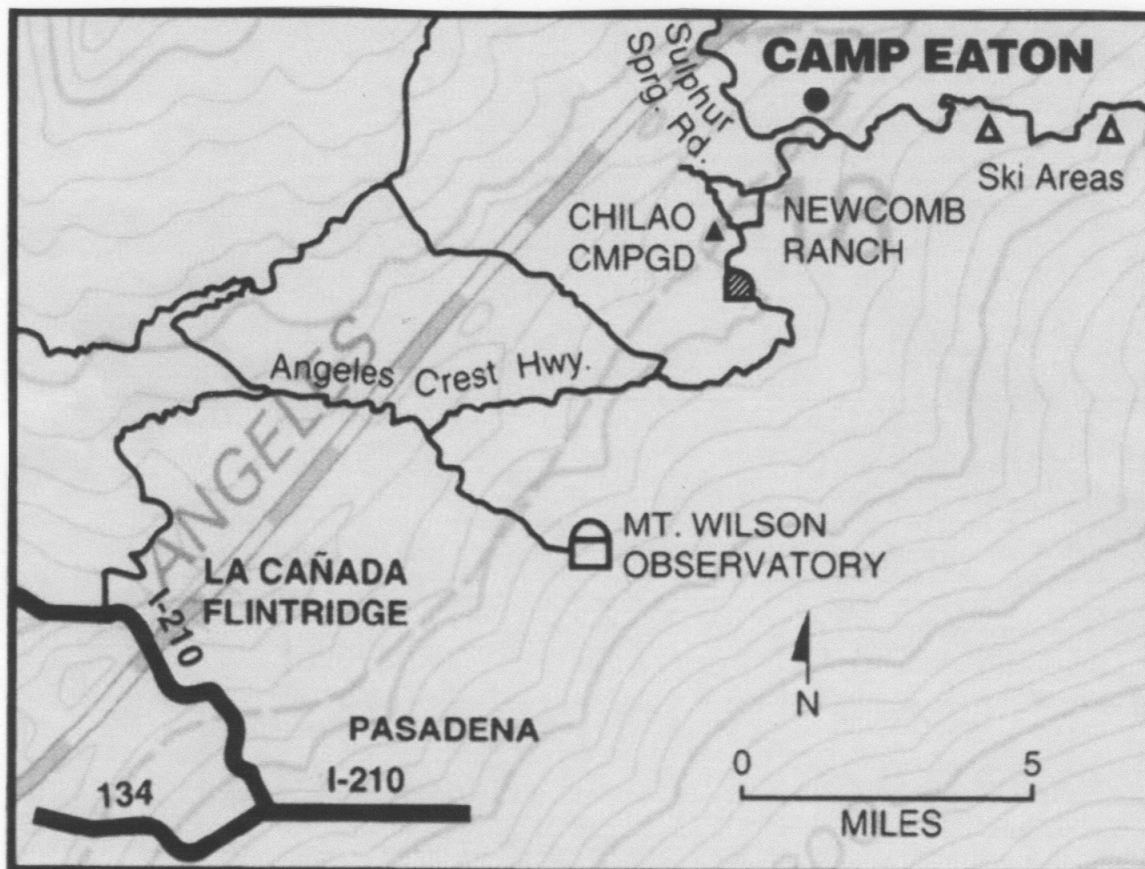 Sulphur
Sprg. Rd.
CAMP EATON
Ski Areas
CHILAO
CMPGD
NEWCOMB
RANCH
Angeles Crest Hwy.
ANGELES
MT. WILSON
OBSERVATORY
LA CAÑADA
FLINTRIDGE
I-210
N
PASADENA
I-210
134
0 5
MILES